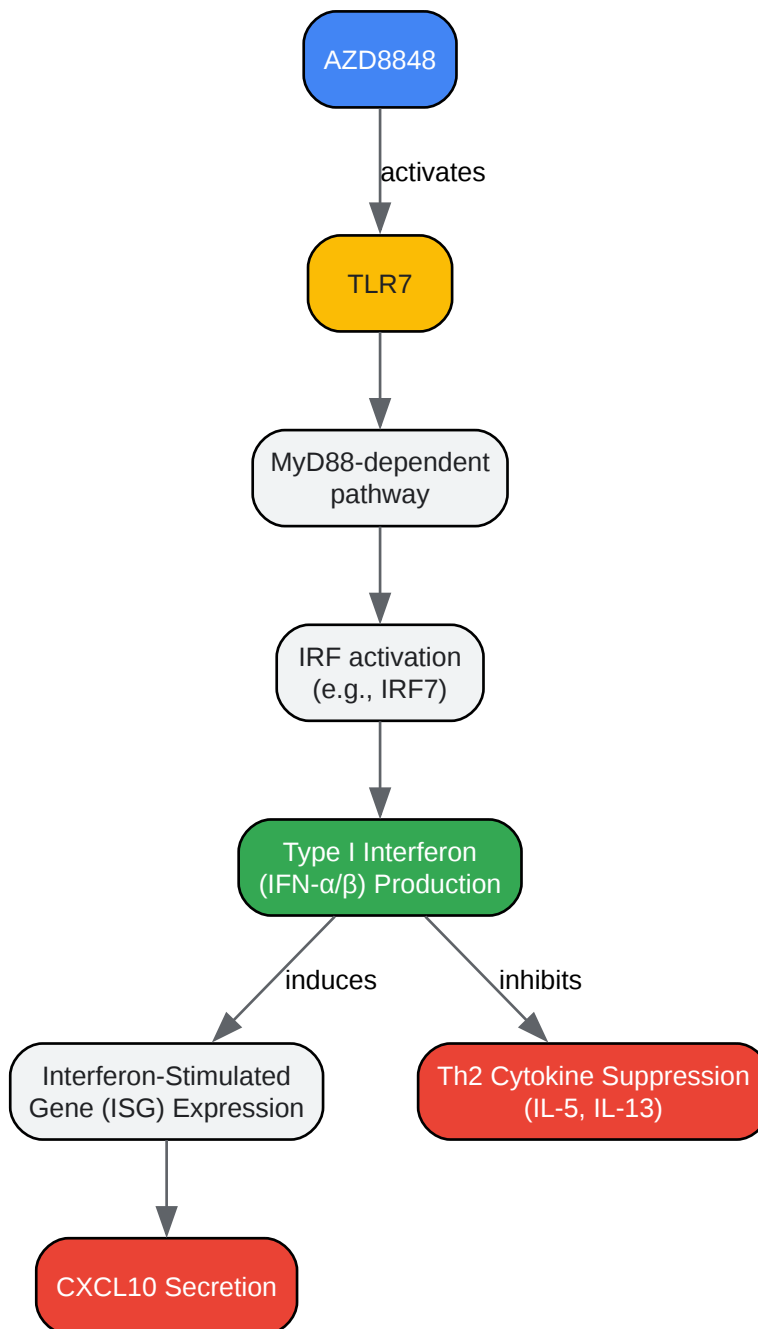 AZD8848
activates
TLR7
MyD88-dependent
pathway
IRF activation
(e.g., IRF7)
Type I Interferon
(IFN-α/β) Production
induces
inhibits
Interferon-Stimulated
Gene (ISG) Expression
Th2 Cytokine Suppression
(IL-5, IL-13)
CXCL10 Secretion